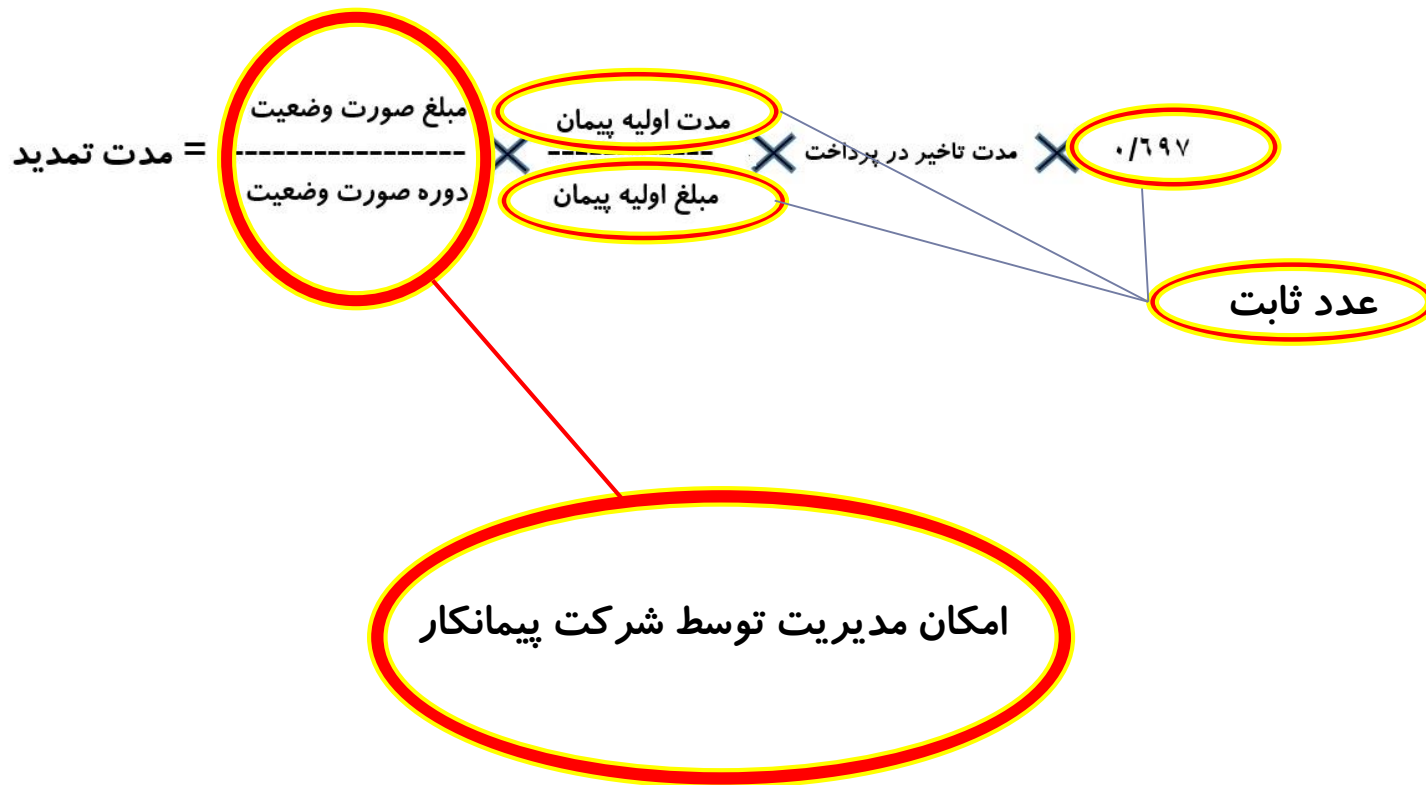 مبلغ صورت وضعیت
مدت اولیه پیمان
مدت تمدید =
-----------------
-------------
مدت تاخیر در پرداخت
۰/۶۹۷
دوره صورت وضعیت
مبلغ اولیه پیمان
عدد ثابت
امکان مدیریت توسط شرکت پیمانکار